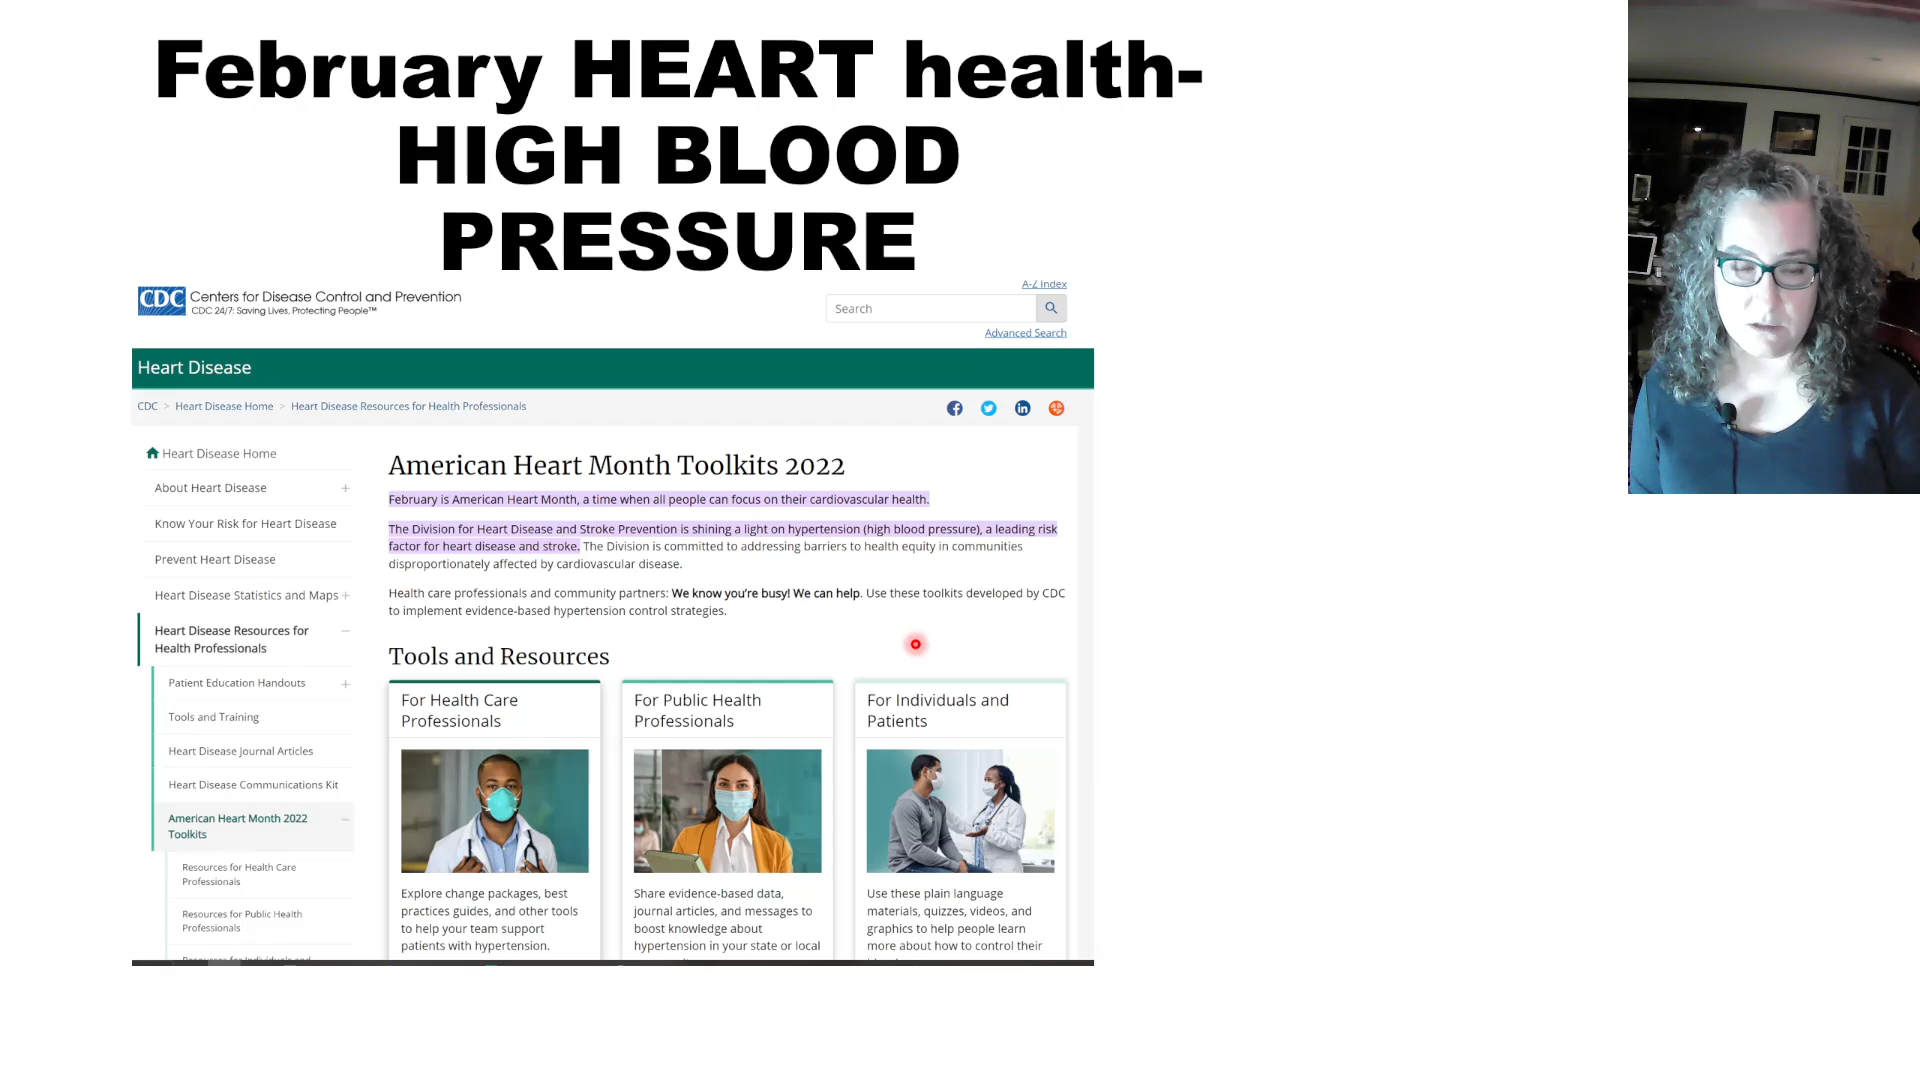 February HEART health-
HIGH BLOOD
PRESSURE
CDC Centers for Disease Control and Prevention
CDC 24/7: Saving Lives, Protecting People™
A-Z Index
Search
Advanced Search
Heart Disease
CDC > Heart Disease Home > Heart Disease Resources for Health Professionals
Heart Disease Home
About Heart Disease +
Know Your Risk for Heart Disease
Prevent Heart Disease
Heart Disease Statistics and Maps +
Heart Disease Resources for –
Health Professionals
Patient Education Handouts +
Tools and Training
Heart Disease Journal Articles
Heart Disease Communications Kit
American Heart Month 2022 –
Toolkits
Resources for Health Care
Professionals
Resources for Public Health
Professionals
Resources for Individuals and
American Heart Month Toolkits 2022
February is American Heart Month, a time when all people can focus on their cardiovascular health.
The Division for Heart Disease and Stroke Prevention is shining a light on hypertension (high blood pressure), a leading risk
factor for heart disease and stroke. The Division is committed to addressing barriers to health equity in communities
disproportionately affected by cardiovascular disease.
Health care professionals and community partners: We know you're busy! We can help. Use these toolkits developed by CDC
to implement evidence-based hypertension control strategies.
Tools and Resources
For Health Care
Professionals
Explore change packages, best
practices guides, and other tools
to help your team support
patients with hypertension.
For Public Health
Professionals
Share evidence-based data,
journal articles, and messages to
boost knowledge about
hypertension in your state or local
For Individuals and
Patients
Use these plain language
materials, quizzes, videos, and
graphics to help people learn
more about how to control their